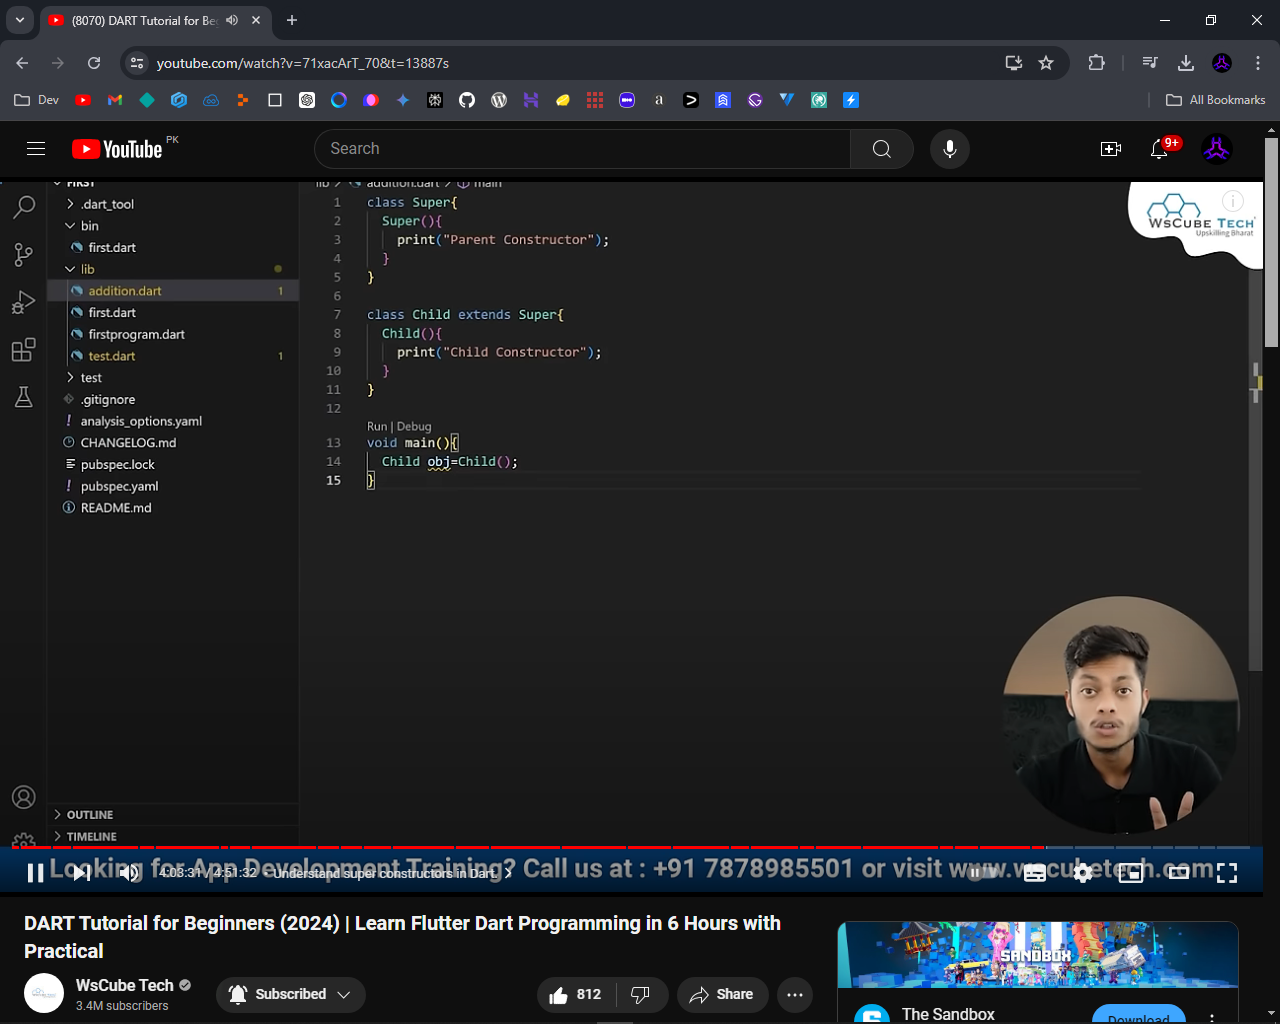 (8070) DART Tutorial for Be
youtube.com/watch?v=71xacArT_70&t=13887s
Dev
All Bookmarks
YouTube PK
Search
9+
FIRST
.dart_tool
bin
first.dart
lib
addition.dart 1
first.dart
firstprogram.dart
test.dart 1
test
.gitignore
! analysis_options.yaml
CHANGELOG.md
pubspec.lock
! pubspec.yaml
README.md
OUTLINE
TIMELINE
lib > addition.dart > main
1 class Super{
2 Super(){
3 print("Parent Constructor");
4 }
5 }
6
7 class Child extends Super{
8 Child(){
9 print("Child Constructor");
10 }
11 }
12
Run | Debug
13 void main(){
14 Child obj=Child();
15 }
WsCube Tech
Upskilling Bharat
Looking for App Development Training? Call us at : +91 7878985501 or visit www.wscubetech.com
4:03:31 / 4:51:32 • Understand super constructors in Dart >
DART Tutorial for Beginners (2024) | Learn Flutter Dart Programming in 6 Hours with
Practical
WsCube Tech
3.4M subscribers
Subscribed
812
Share
SANDBOX
The Sandbox
Download